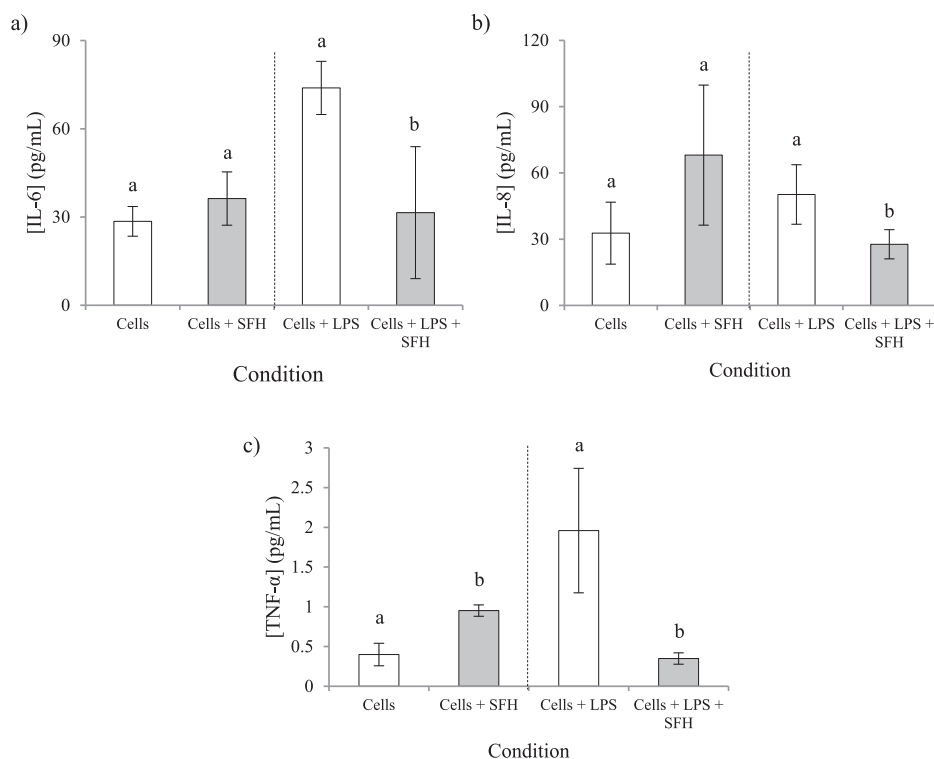 a)
[IL-6] (pg/mL)
90
60
30
0
a
a
a
b
Cells
Cells + SFH
Cells + LPS
Cells + LPS +
SFH
Condition
b)
[IL-8] (pg/mL)
120
90
60
30
0
a
a
a
b
Cells
Cells + SFH
Cells + LPS
Cells + LPS +
SFH
Condition
c)
[TNF-α] (pg/mL)
3
2.5
2
1.5
1
0.5
0
a
b
a
b
Cells
Cells + SFH
Cells + LPS
Cells + LPS +
SFH
Condition